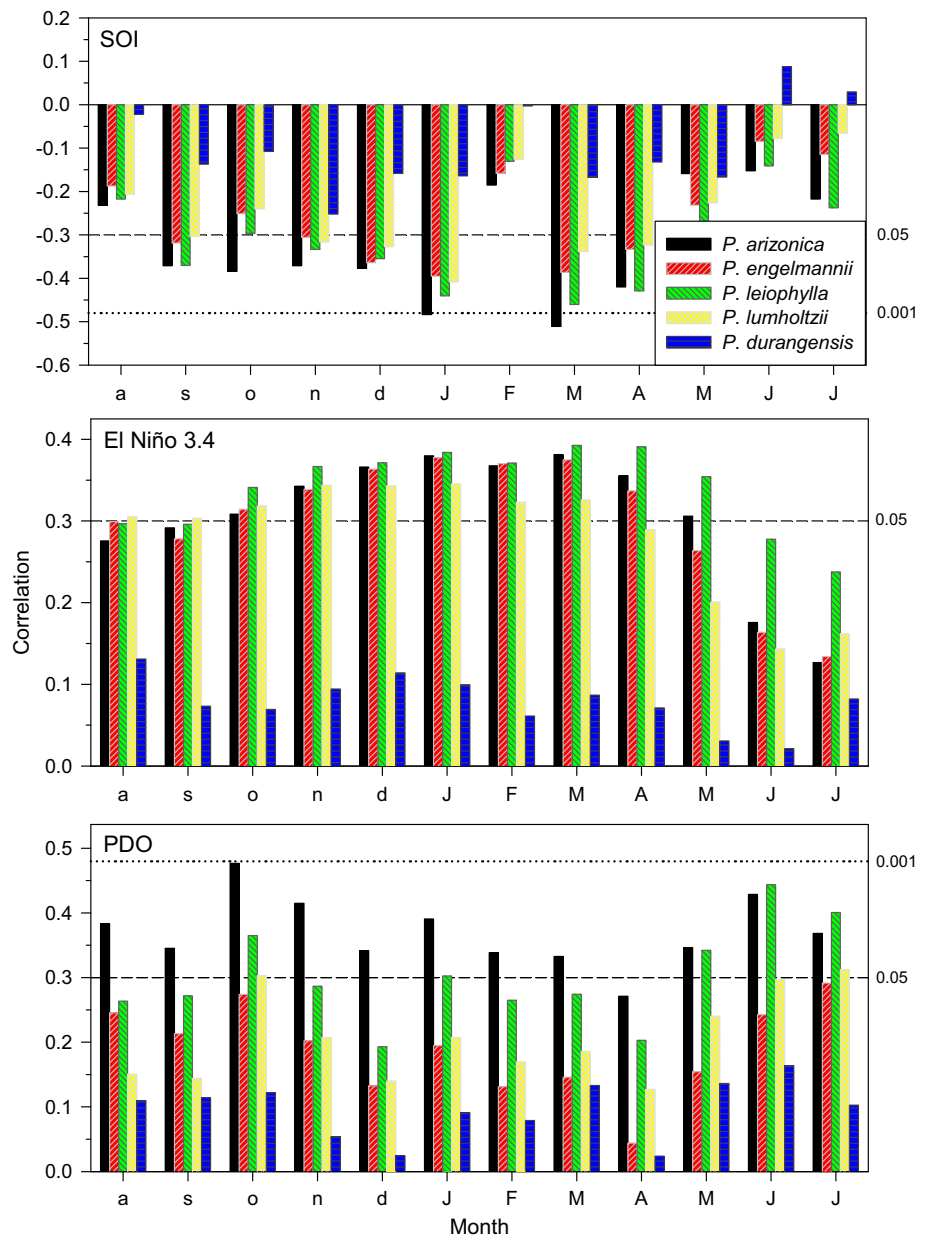 SOI
0.2
0.1
0.0
-0.1
-0.2
-0.3
-0.4
-0.5
-0.6
0.05
0.001
P. arizonica
P. engelmannii
P. leiophylla
P. lumholtzii
P. durangensis
a s o n d J F M A M J J
El Niño 3.4
0.4
0.3
0.2
0.1
0.0
0.05
Correlation
a s o n d J F M A M J J
PDO
0.5
0.4
0.3
0.2
0.1
0.0
0.001
0.05
a s o n d J F M A M J J
Month